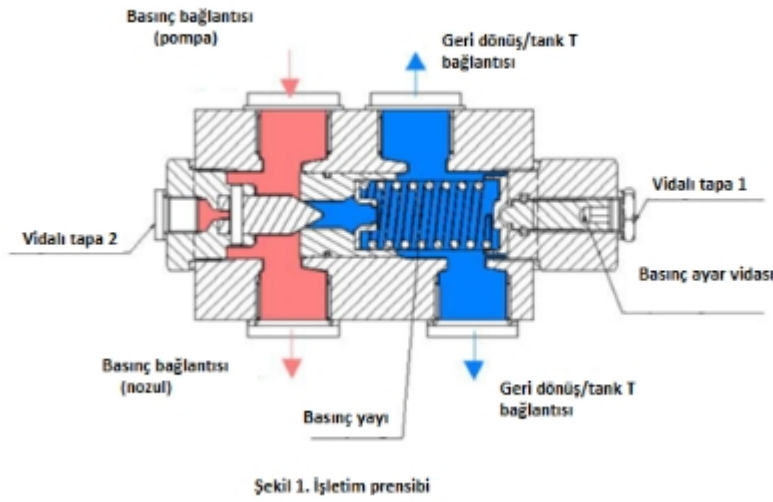 Basınç bağlantısı
(pompa)
Geri dönüş/tank T
bağlantısı
Vidalı tapa 1
Vidalı tapa 2
Basınç ayar vidası
Basınç bağlantısı
(nozul)
Geri dönüş/tank T
bağlantısı
Basınç yayı
Şekil 1. İşletim prensibi